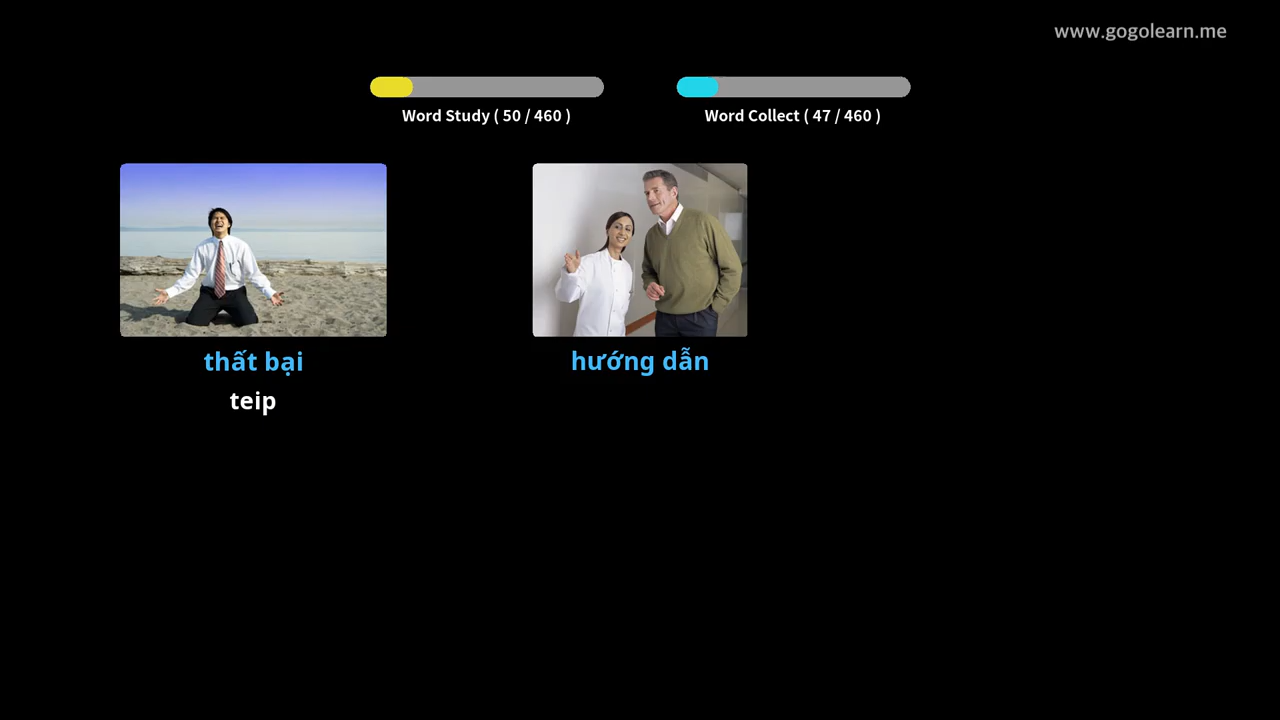 www.gogolearn.me
Word Study ( 50 / 460 )
Word Collect ( 47 / 460 )
thất bại
hướng dẫn
teip